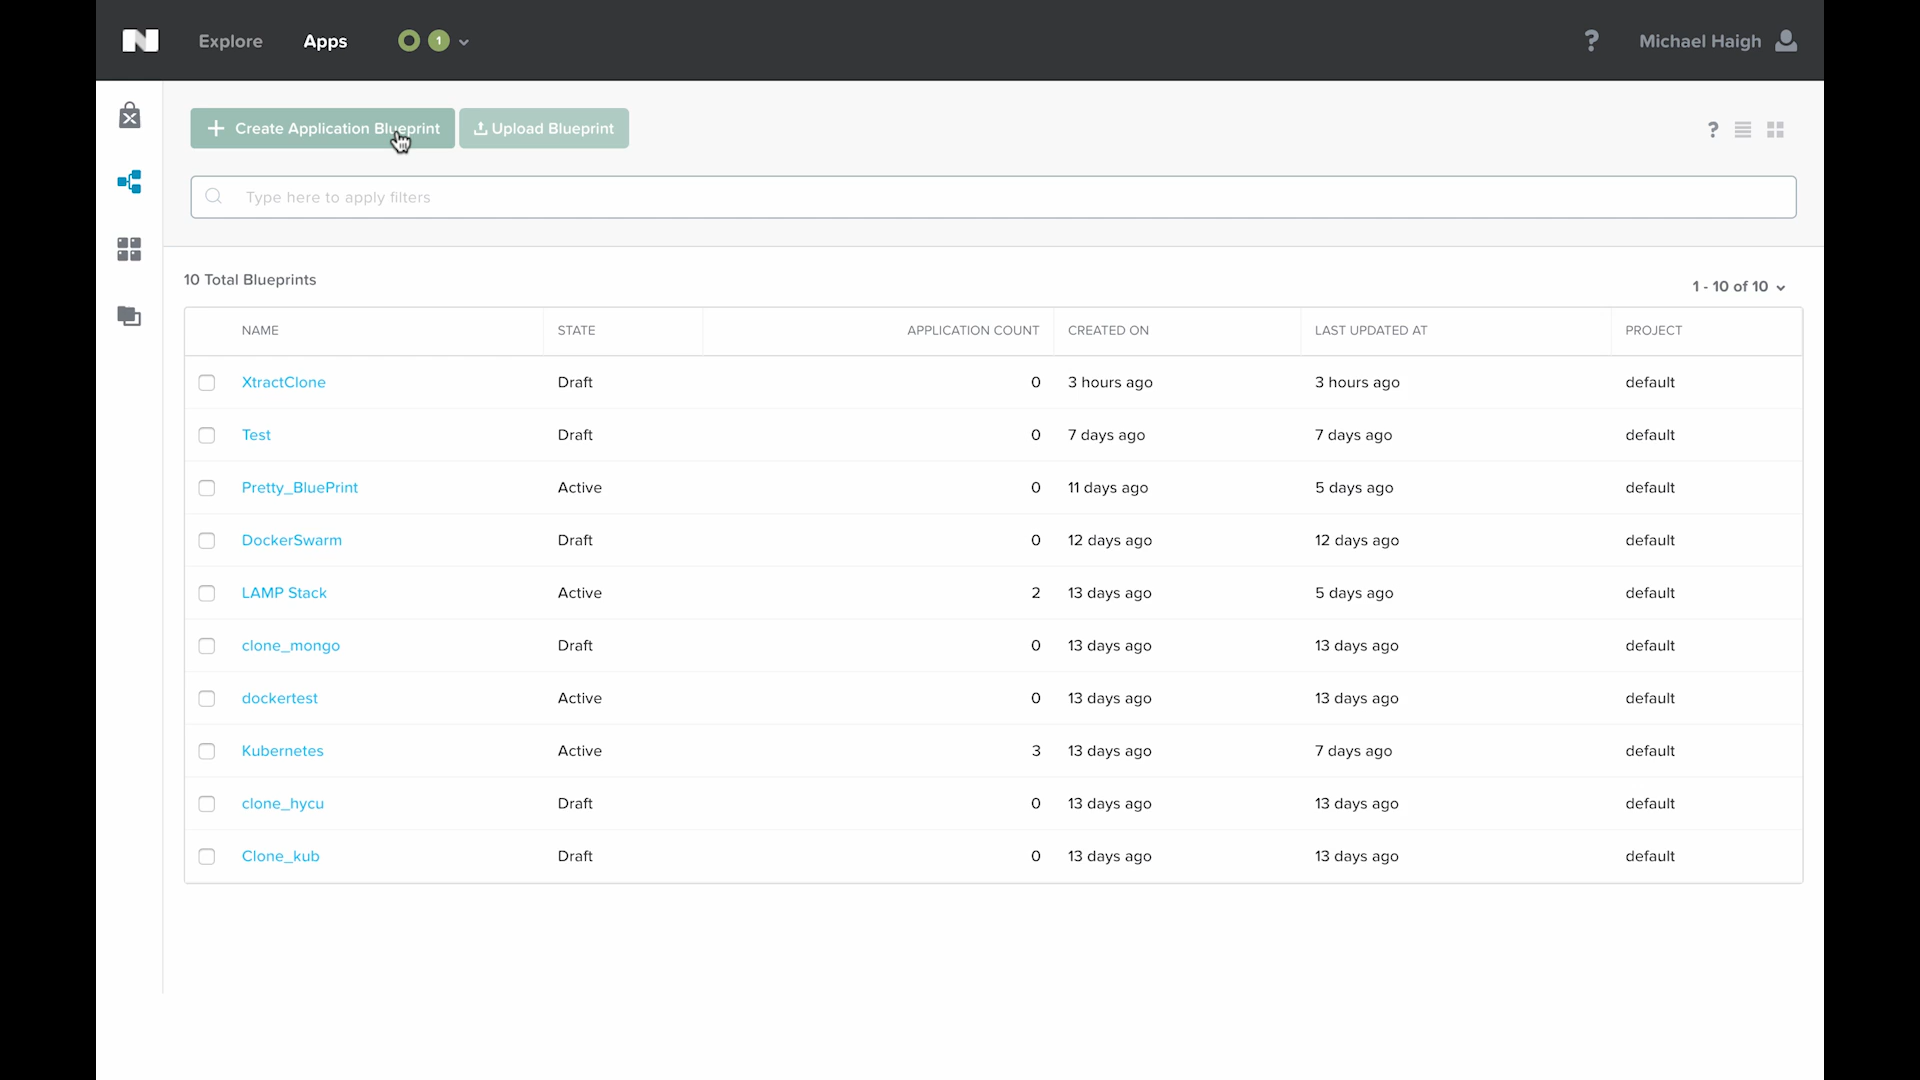 Explore Apps 1 ? Michael Haigh
+ Create Application Blueprint Upload Blueprint ?
Type here to apply filters
10 Total Blueprints 1 - 10 of 10
NAME STATE APPLICATION COUNT CREATED ON LAST UPDATED AT PROJECT
XtractClone Draft 0 3 hours ago 3 hours ago default
Test Draft 0 7 days ago 7 days ago default
Pretty_BluePrint Active 0 11 days ago 5 days ago default
DockerSwarm Draft 0 12 days ago 12 days ago default
LAMP Stack Active 2 13 days ago 5 days ago default
clone_mongo Draft 0 13 days ago 13 days ago default
dockertest Active 0 13 days ago 13 days ago default
Kubernetes Active 3 13 days ago 7 days ago default
clone_hycu Draft 0 13 days ago 13 days ago default
Clone_kub Draft 0 13 days ago 13 days ago default